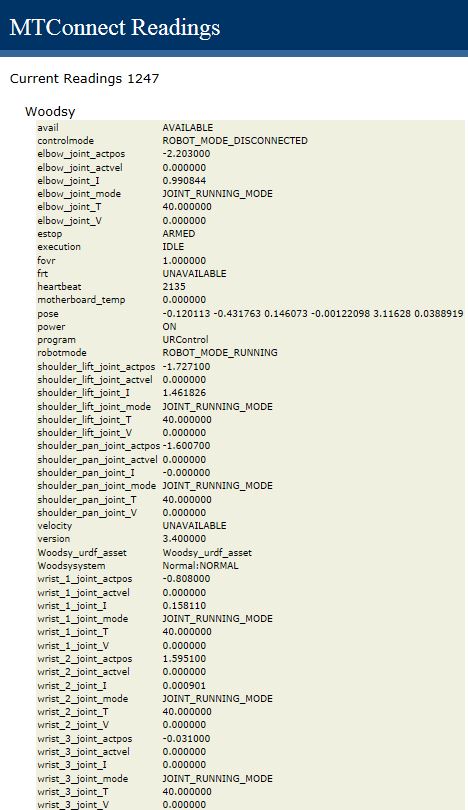 MTConnect Readings
Current Readings 1247
Woodsy
avail AVAILABLE
controlmode ROBOT_MODE_DISCONNECTED
elbow_joint_actpos -2.203000
elbow_joint_actvel 0.000000
elbow_joint_I 0.990844
elbow_joint_mode JOINT_RUNNING_MODE
elbow_joint_T 40.000000
elbow_joint_V 0.000000
estop ARMED
execution IDLE
fovr 1.000000
frt UNAVAILABLE
heartbeat 2135
motherboard_temp 0.000000
pose -0.120113 -0.431763 0.146073 -0.00122098 3.11628 0.0388919
power ON
program URControl
robotmode ROBOT_MODE_RUNNING
shoulder_lift_joint_actpos -1.727100
shoulder_lift_joint_actvel 0.000000
shoulder_lift_joint_I 1.461826
shoulder_lift_joint_mode JOINT_RUNNING_MODE
shoulder_lift_joint_T 40.000000
shoulder_lift_joint_V 0.000000
shoulder_pan_joint_actpos -1.600700
shoulder_pan_joint_actvel 0.000000
shoulder_pan_joint_I -0.000000
shoulder_pan_joint_mode JOINT_RUNNING_MODE
shoulder_pan_joint_T 40.000000
shoulder_pan_joint_V 0.000000
velocity UNAVAILABLE
version 3.400000
Woodsy_urdf_asset Woodsy_urdf_asset
Woodsysystem Normal:NORMAL
wrist_1_joint_actpos -0.808000
wrist_1_joint_actvel 0.000000
wrist_1_joint_I 0.158110
wrist_1_joint_mode JOINT_RUNNING_MODE
wrist_1_joint_T 40.000000
wrist_1_joint_V 0.000000
wrist_2_joint_actpos 1.595100
wrist_2_joint_actvel 0.000000
wrist_2_joint_I 0.000901
wrist_2_joint_mode JOINT_RUNNING_MODE
wrist_2_joint_T 40.000000
wrist_2_joint_V 0.000000
wrist_3_joint_actpos -0.031000
wrist_3_joint_actvel 0.000000
wrist_3_joint_I 0.000000
wrist_3_joint_mode JOINT_RUNNING_MODE
wrist_3_joint_T 40.000000
wrist_3_joint_V 0.000000